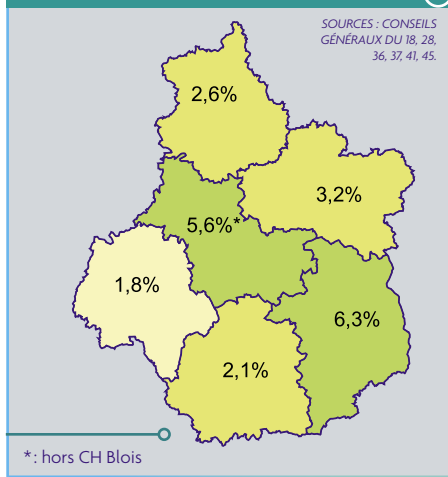 SOURCES : CONSEILS
GÉNÉRAUX DU 18, 28,
36, 37, 41, 45.
2,6%
3,2%
5,6%*
1,8%
6,3%
2,1%
* : hors CH Blois